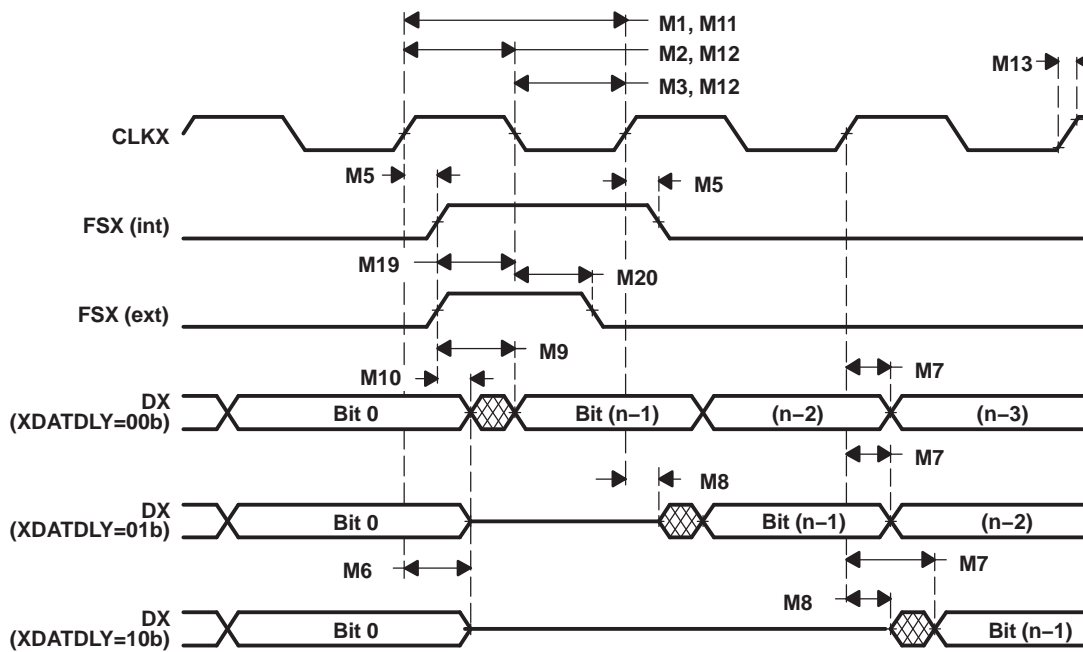 M1, M11
M2, M12
M13
M3, M12
CLKX
M5
M5
FSX (int)
M19
M20
FSX (ext)
M9
M10
M7
DX
(XDATDLY=00b)
Bit 0
Bit (n−1)
(n−2)
(n−3)
M7
M8
DX
(XDATDLY=01b)
Bit 0
Bit (n−1)
(n−2)
M6
M7
M8
DX
(XDATDLY=10b)
Bit 0
Bit (n−1)